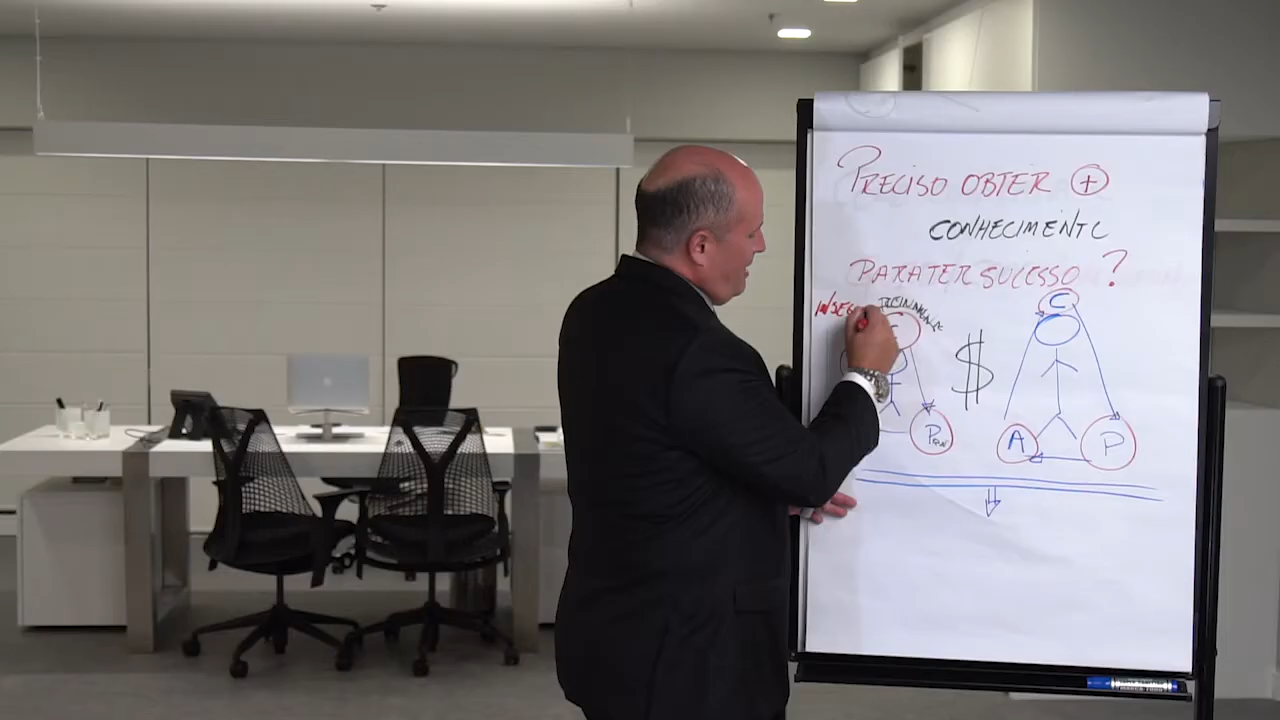 PRECISO OBTER +
CONHECIMENTO
PARA TER SUCESSO ?
C
$
P
A P